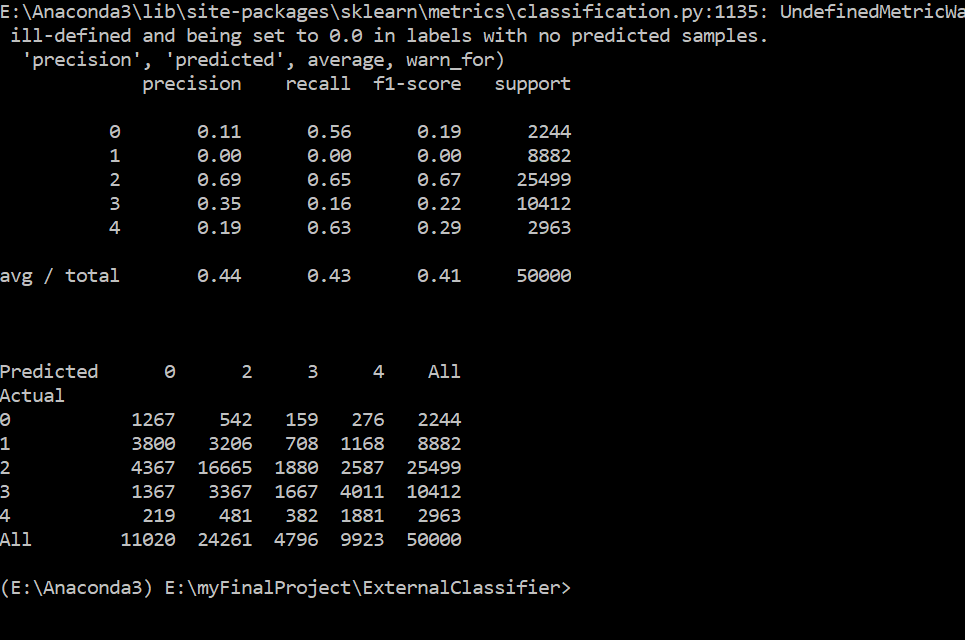 E:\Anaconda3\lib\site-packages\sklearn\metrics\classification.py:1135: UndefinedMetricWa
ill-defined and being set to 0.0 in labels with no predicted samples.
'precision', 'predicted', average, warn_for)
precision recall f1-score support
0 0.11 0.56 0.19 2244
1 0.00 0.00 0.00 8882
2 0.69 0.65 0.67 25499
3 0.35 0.16 0.22 10412
4 0.19 0.63 0.29 2963
avg / total 0.44 0.43 0.41 50000
Predicted 0 2 3 4 All
Actual
0 1267 542 159 276 2244
1 3800 3206 708 1168 8882
2 4367 16665 1880 2587 25499
3 1367 3367 1667 4011 10412
4 219 481 382 1881 2963
All 11020 24261 4796 9923 50000
(E:\Anaconda3) E:\myFinalProject\ExternalClassifier>